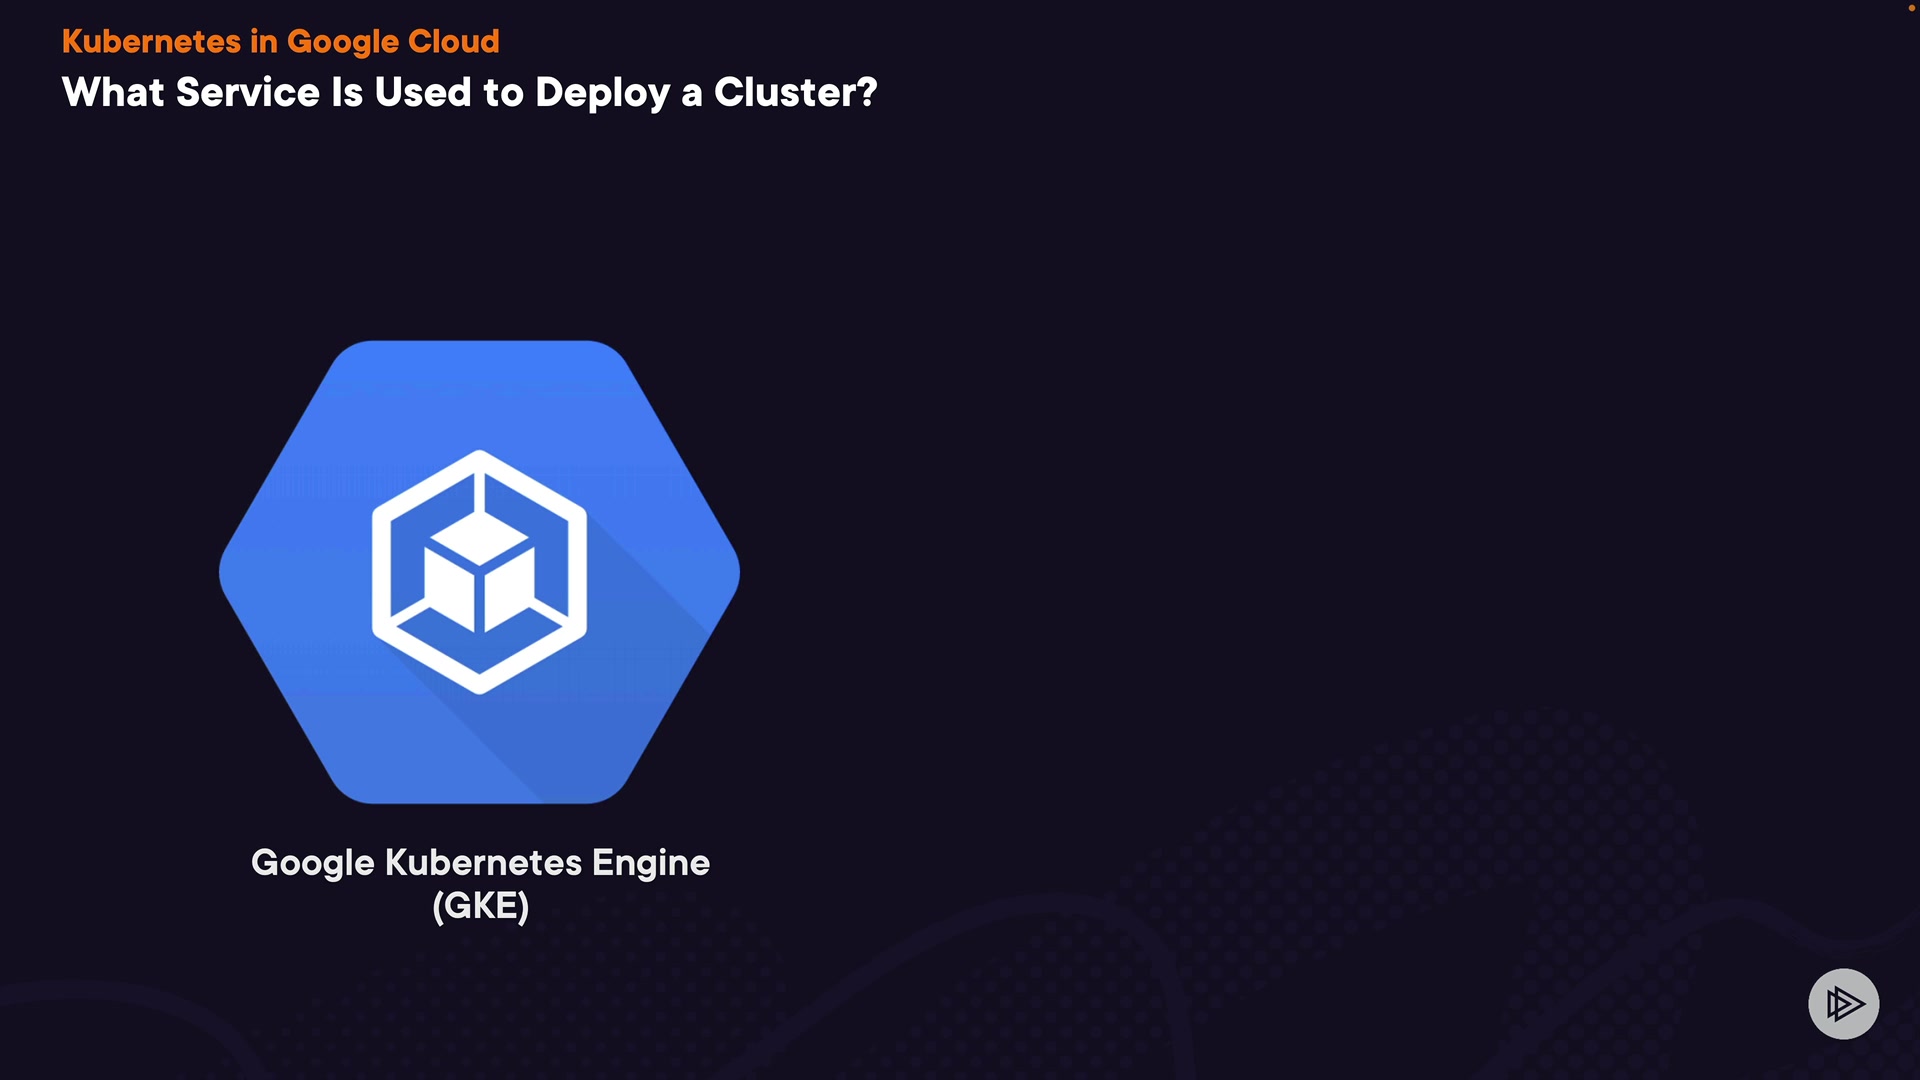 Kubernetes in Google Cloud
What Service Is Used to Deploy a Cluster?
Google Kubernetes Engine
(GKE)